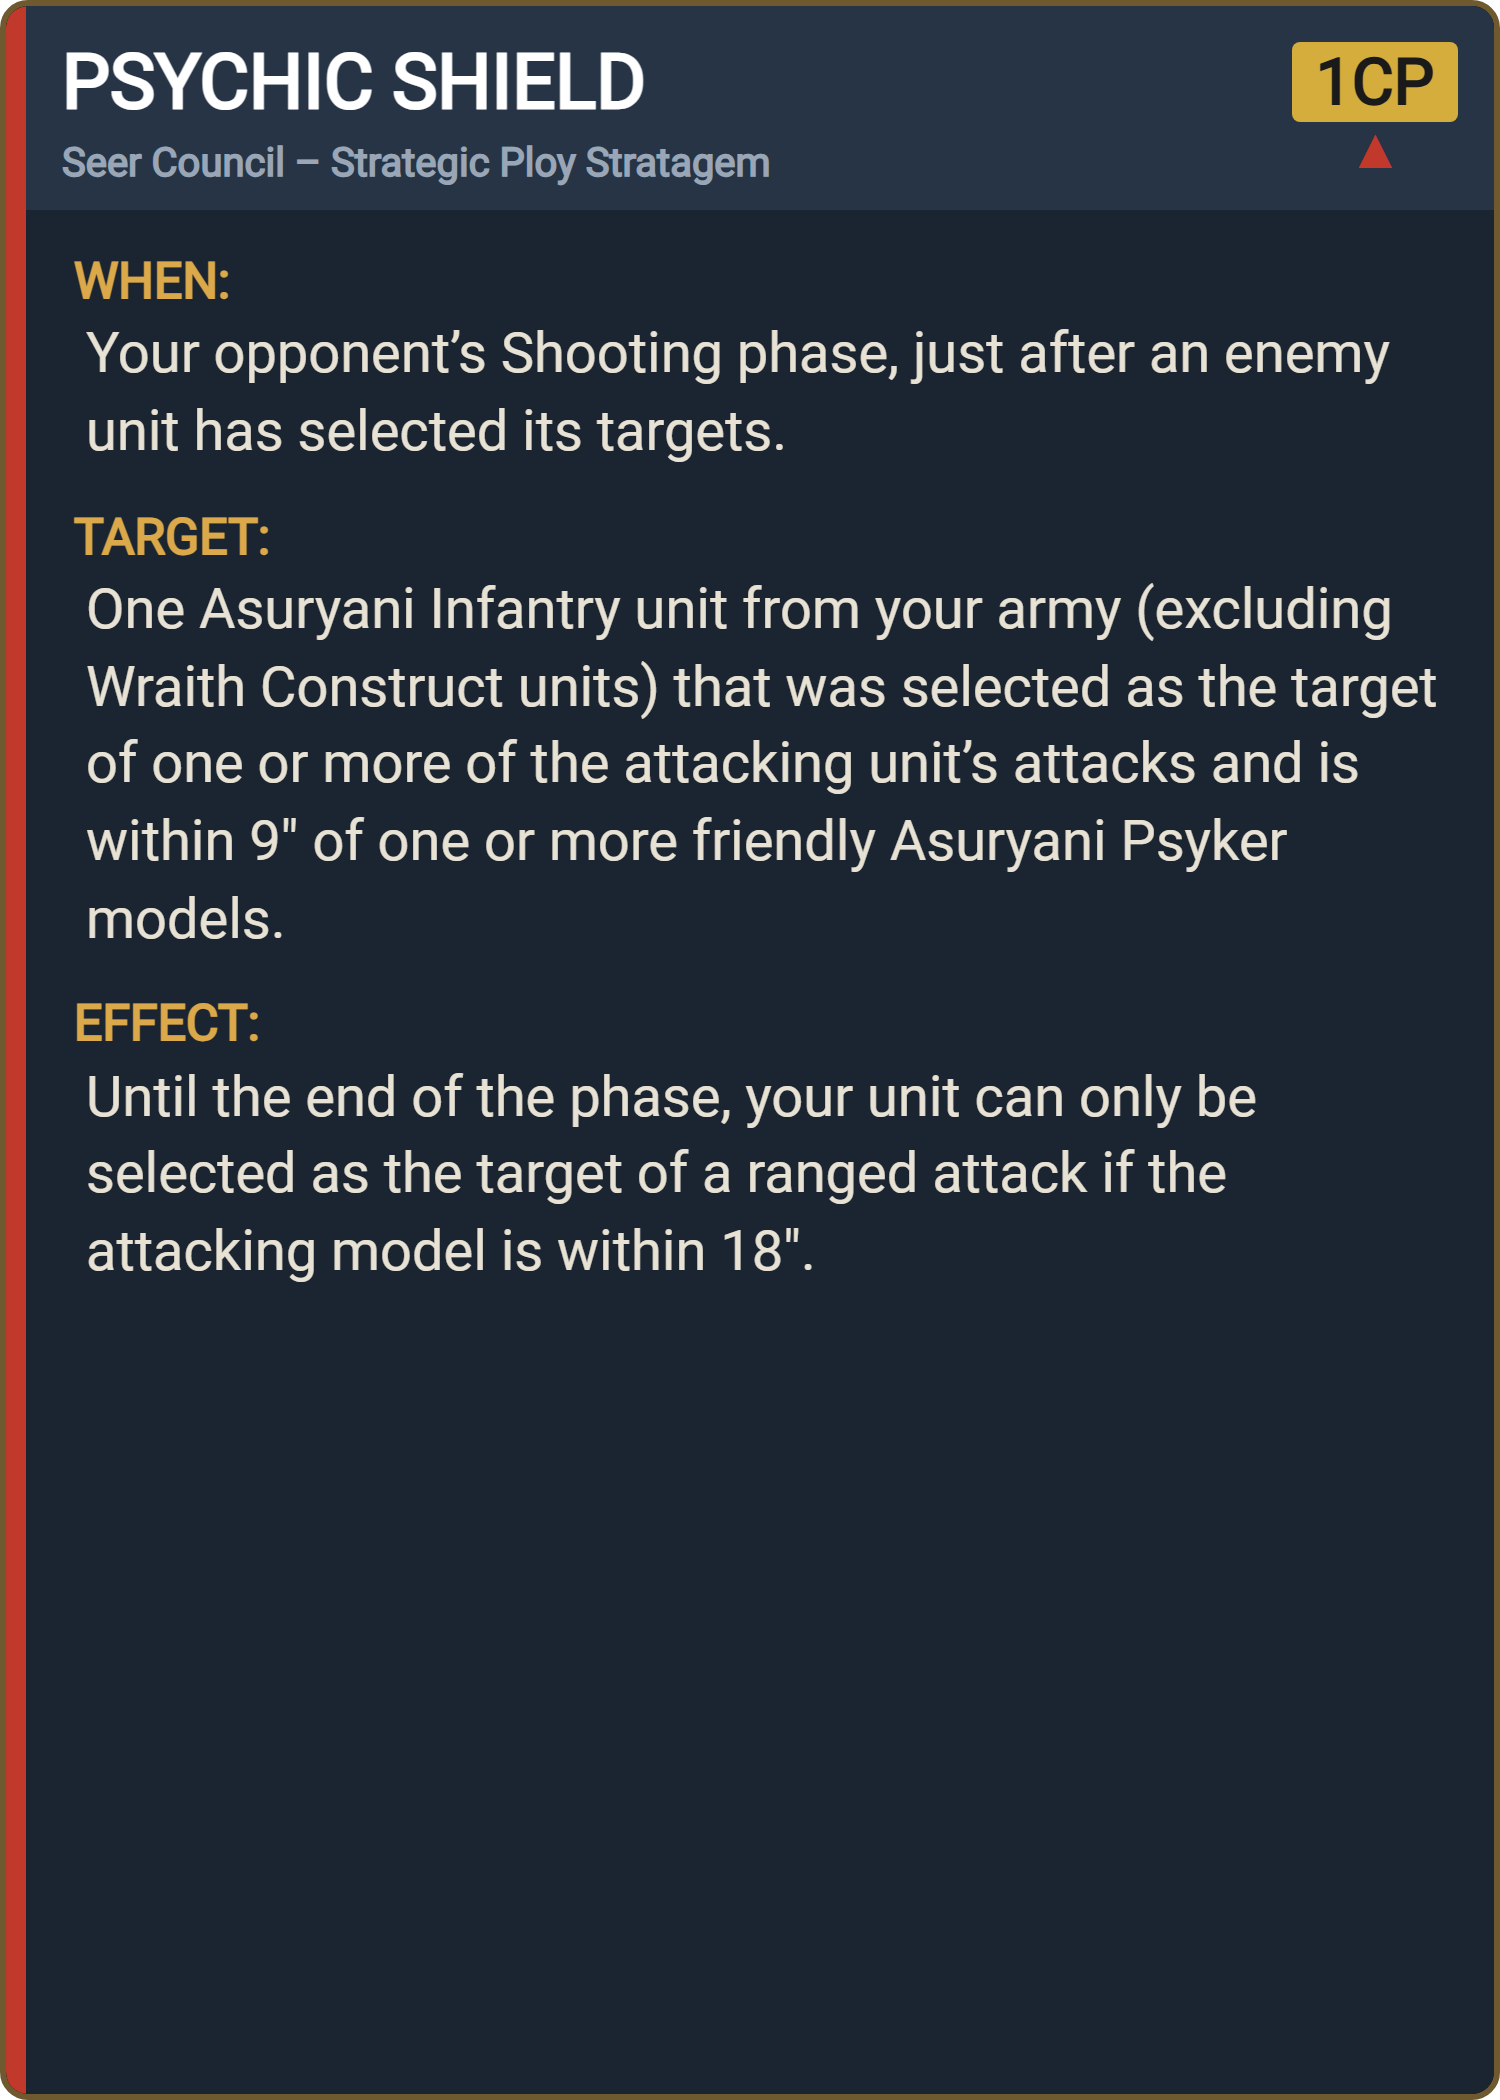 PSYCHIC SHIELD
1CP
Seer Council – Strategic Ploy Stratagem
WHEN:
Your opponent’s Shooting phase, just after an enemy
unit has selected its targets.
TARGET:
One Asuryani Infantry unit from your army (excluding
Wraith Construct units) that was selected as the target
of one or more of the attacking unit’s attacks and is
within 9" of one or more friendly Asuryani Psyker
models.
EFFECT:
Until the end of the phase, your unit can only be
selected as the target of a ranged attack if the
attacking model is within 18".